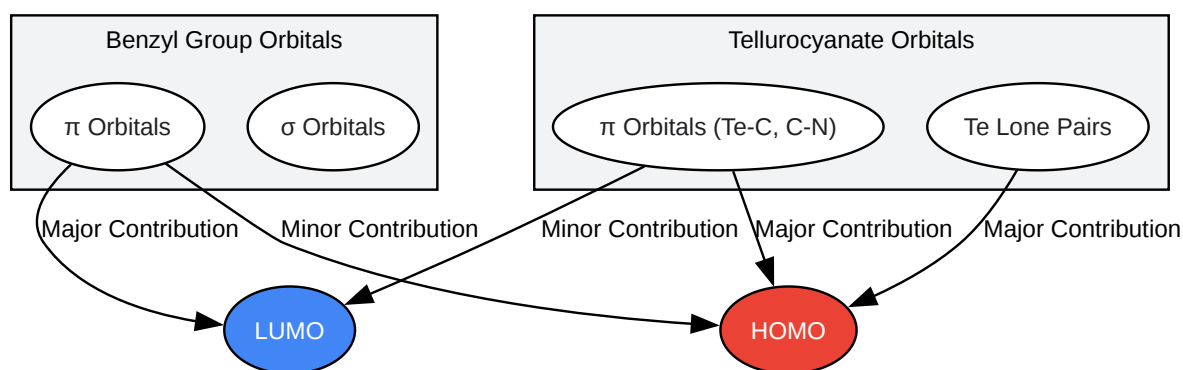 Benzyl Group Orbitals
Tellurocyanate Orbitals
π Orbitals
σ Orbitals
π Orbitals (Te-C, C-N)
Te Lone Pairs
Major Contribution
Minor Contribution
Minor Contribution
Major Contribution
Major Contribution
LUMO
HOMO